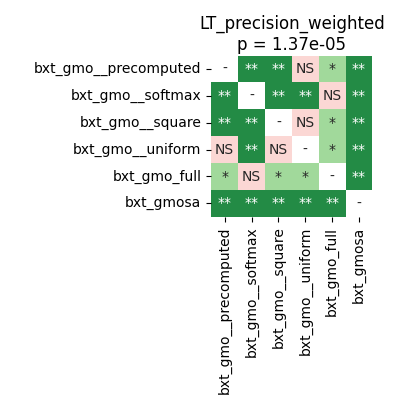 LT_precision_weighted
p = 1.37e-05
bxt_gmo__precomputed - ** ** NS * **
bxt_gmo__softmax ** - ** ** NS **
bxt_gmo__square ** ** - NS * **
bxt_gmo__uniform NS ** NS - * **
bxt_gmo_full * NS * * - **
bxt_gmosa ** ** ** ** ** -
bxt_gmo__precomputed
bxt_gmo__softmax
bxt_gmo__square
bxt_gmo__uniform
bxt_gmo_full
bxt_gmosa